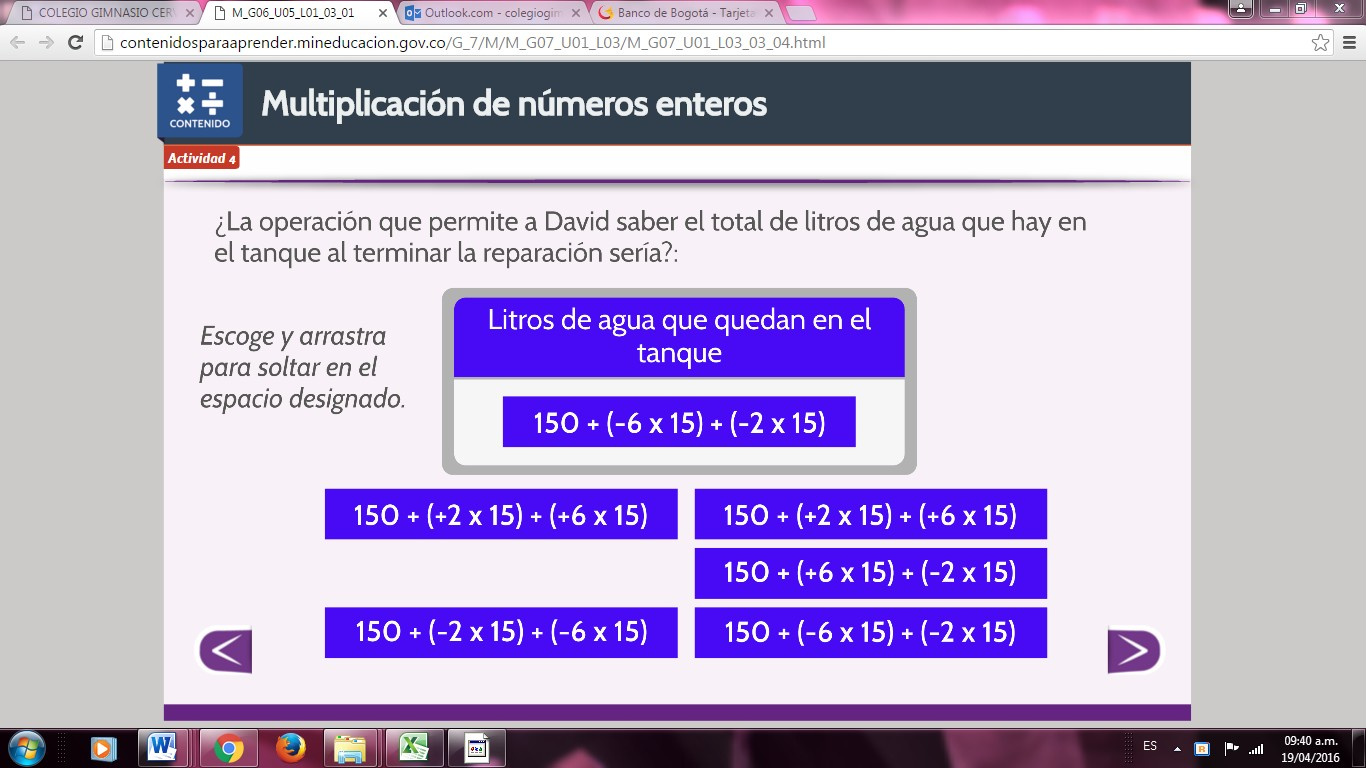 COLEGIO GIMNASIO CER
M_G06_U05_L01_03_01
Outlook.com - colegiogim
Banco de Bogotá - Tarjeta
contenidosparaaprender.mineducacion.gov.co/G_7/M/M_G07_U01_L03/M_G07_U01_L03_03_04.html
CONTENIDO
Multiplicación de números enteros
Actividad 4
¿La operación que permite a David saber el total de litros de agua que hay en
el tanque al terminar la reparación sería?:
Escoge y arrastra
para soltar en el
espacio designado.
Litros de agua que quedan en el
tanque
150 + (-6 x 15) + (-2 x 15)
150 + (+2 x 15) + (+6 x 15)
150 + (+2 x 15) + (+6 x 15)
150 + (+6 x 15) + (-2 x 15)
150 + (-2 x 15) + (-6 x 15)
150 + (-6 x 15) + (-2 x 15)
ES
09:40 a.m.
19/04/2016